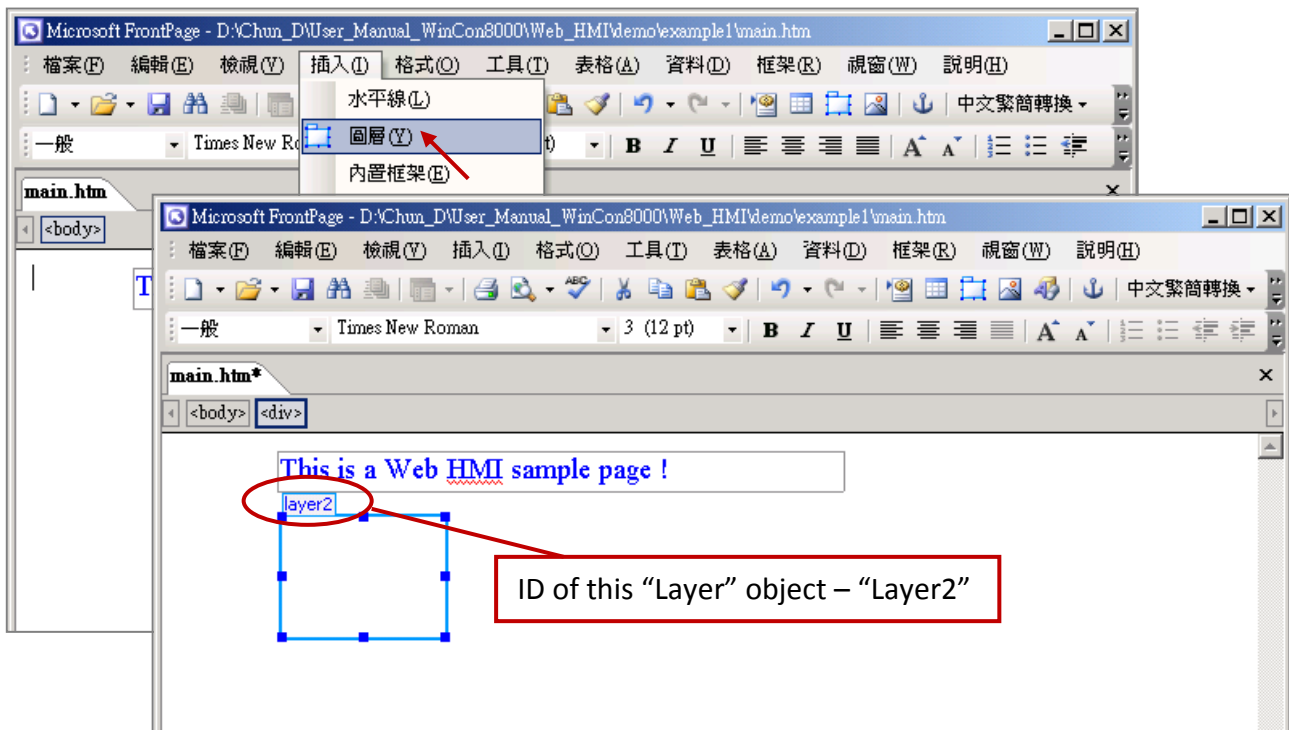 Microsoft FrontPage - D:\Chun_D\User_Manual_WinCon8000\Web_HMI\demo\example1\main.htm
檔案(F) 編輯(E) 檢視(V) 插入(I) 格式(O) 工具(T) 表格(A) 資料(D) 框架(R) 視窗(W) 說明(H)
水平線(L)
中文繁簡轉換
一般 Times New Ro
圖層(Y)
t) B I U A A
內置框架(E)
main.htm
<body>
T
Microsoft FrontPage - D:\Chun_D\User_Manual_WinCon8000\Web_HMI\demo\example1\main.htm
檔案(F) 編輯(E) 檢視(V) 插入(I) 格式(O) 工具(T) 表格(A) 資料(D) 框架(R) 視窗(W) 說明(H)
ABC 中文繁簡轉換
一般 Times New Roman 3 (12 pt) B I U A A
main.htm*
<body> <div>
This is a Web HMI sample page !
layer2
ID of this “Layer” object – “Layer2”